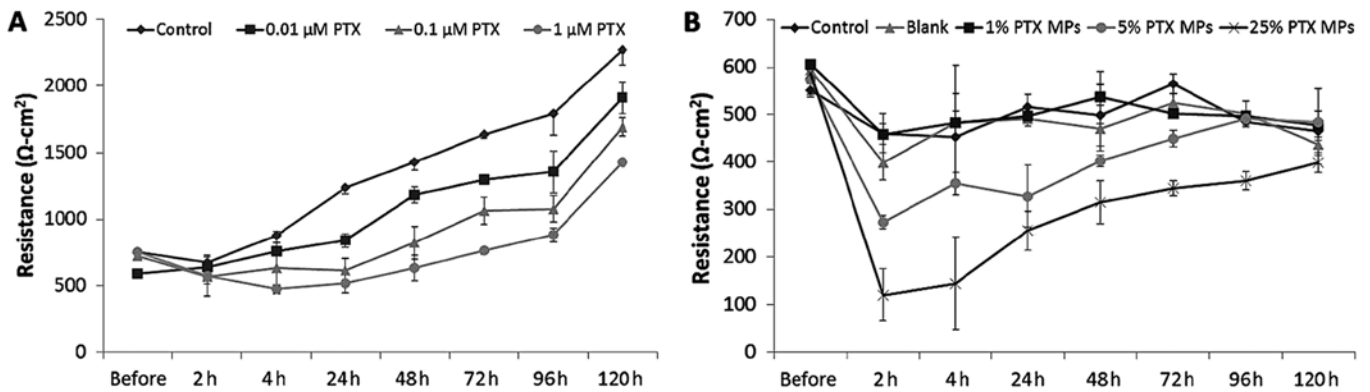 A
Control 0.01 µM PTX 0.1 µM PTX 1 µM PTX
Resistance (Ω-cm²)
2500
2000
1500
1000
500
0
Before 2 h 4 h 24 h 48 h 72 h 96 h 120 h
B
Control Blank 1% PTX MPs 5% PTX MPs 25% PTX MPs
Resistance (Ω-cm²)
700
600
500
400
300
200
100
0
Before 2 h 4 h 24 h 48 h 72 h 96 h 120 h